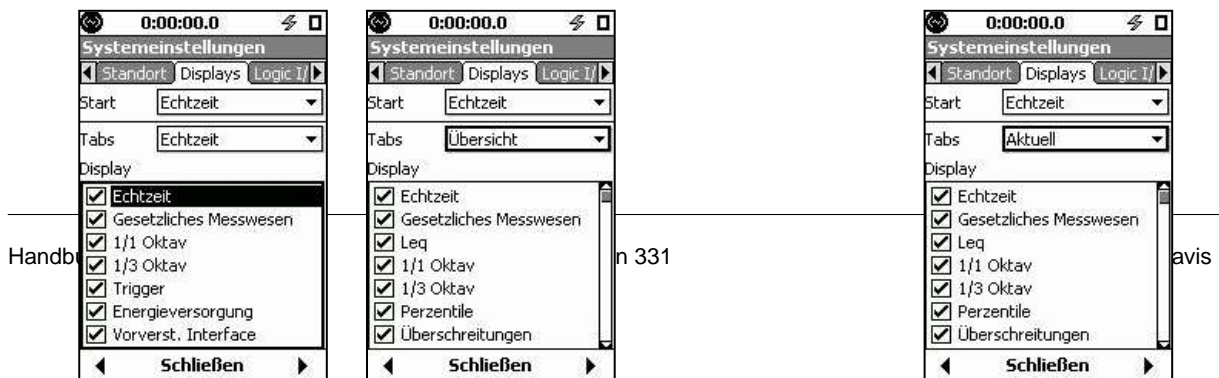 0:00:00.0
Systemeinstellungen
Standort Displays Logic I/
Start Echtzeit
Tabs Echtzeit
Display
Echtzeit
Gesetzliches Messwesen
1/1 Oktav
1/3 Oktav
Trigger
Energieversorgung
Vorverst. Interface
Schließen
0:00:00.0
Systemeinstellungen
Standort Displays Logic I/
Start Echtzeit
Tabs Übersicht
Display
Echtzeit
Gesetzliches Messwesen
Leq
1/1 Oktav
1/3 Oktav
Perzentile
Überschreitungen
Schließen
0:00:00.0
Systemeinstellungen
Standort Displays Logic I/
Start Echtzeit
Tabs Aktuell
Display
Echtzeit
Gesetzliches Messwesen
Leq
1/1 Oktav
1/3 Oktav
Perzentile
Überschreitungen
Schließen
Handbu n 331 avis